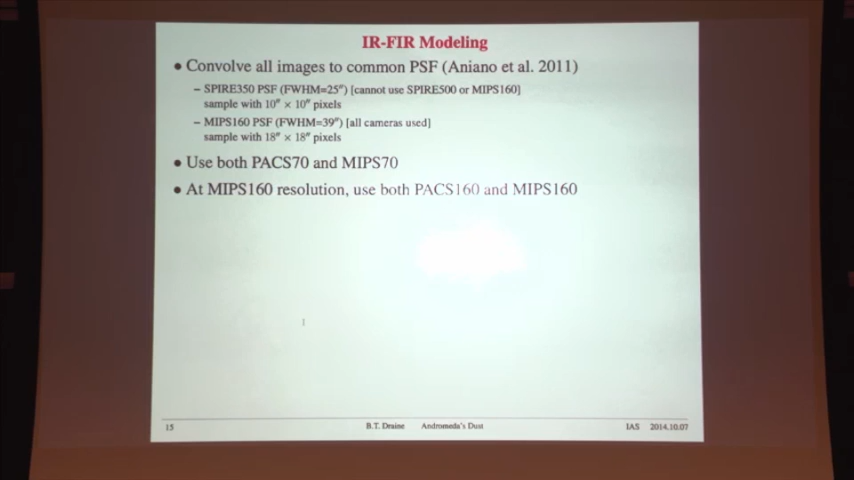 IR-FIR Modeling
• Convolve all images to common PSF (Aniano et al. 2011)
– SPIRE350 PSF (FWHM=25″) [cannot use SPIRE500 or MIPS160]
sample with 10″ × 10″ pixels
– MIPS160 PSF (FWHM=39″) [all cameras used]
sample with 18″ × 18″ pixels
• Use both PACS70 and MIPS70
• At MIPS160 resolution, use both PACS160 and MIPS160
15 B.T. Draine Andromeda's Dust IAS 2014.10.07